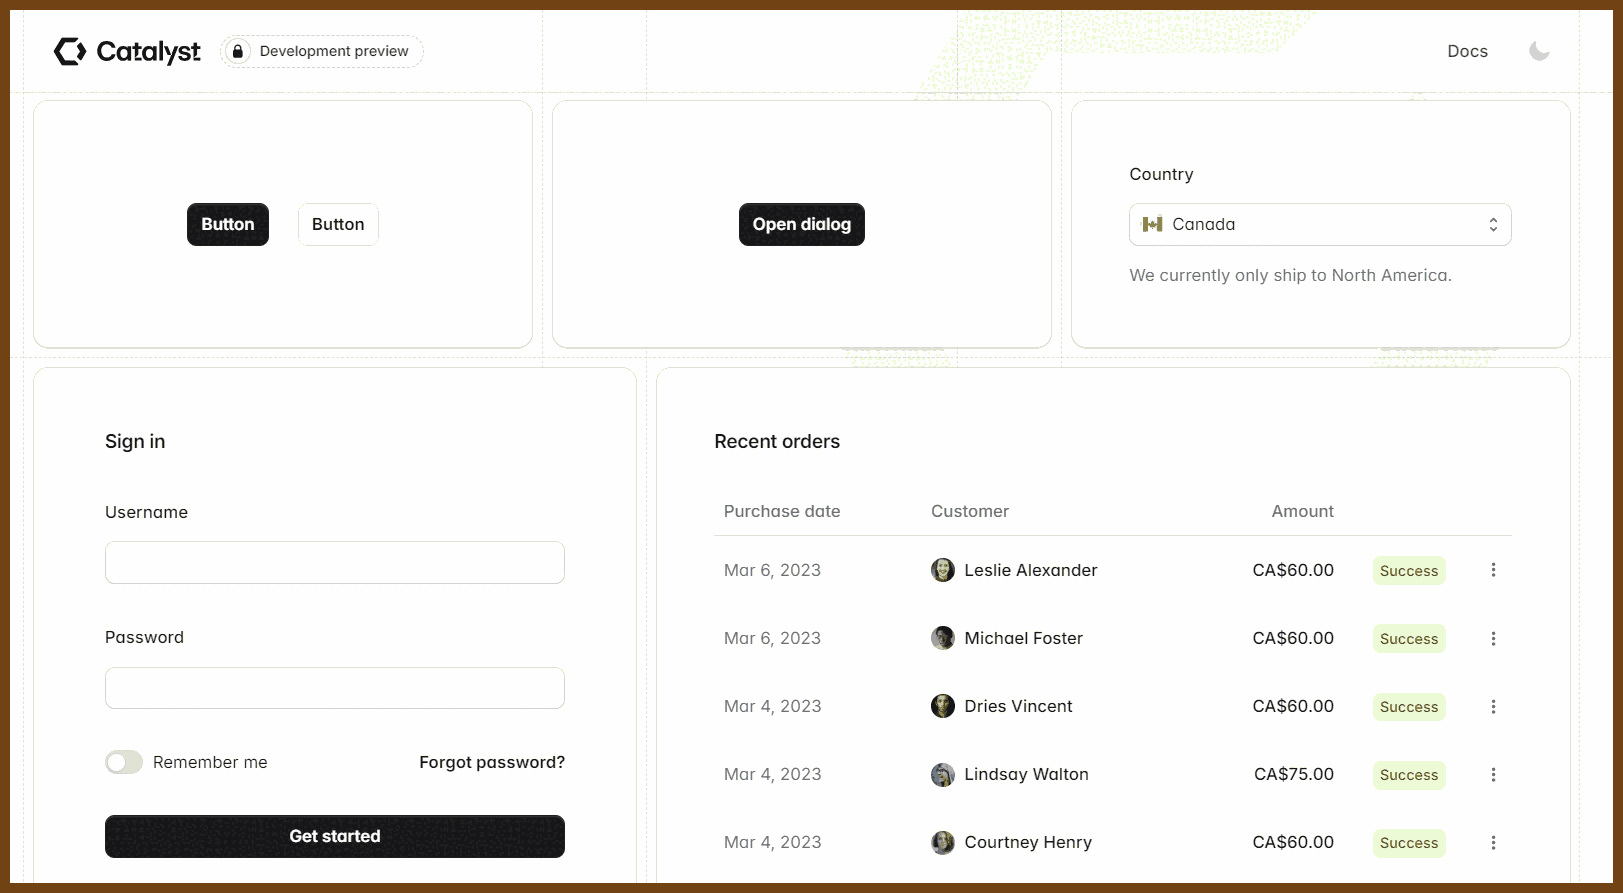 Catalyst
Development preview
Docs
Button
Button
Open dialog
Country
Canada
We currently only ship to North America.
Sign in
Username
Password
Remember me
Forgot password?
Get started
Recent orders
Purchase date Customer Amount
Mar 6, 2023 Leslie Alexander CA$60.00 Success
Mar 6, 2023 Michael Foster CA$60.00 Success
Mar 4, 2023 Dries Vincent CA$60.00 Success
Mar 4, 2023 Lindsay Walton CA$75.00 Success
Mar 4, 2023 Courtney Henry CA$60.00 Success